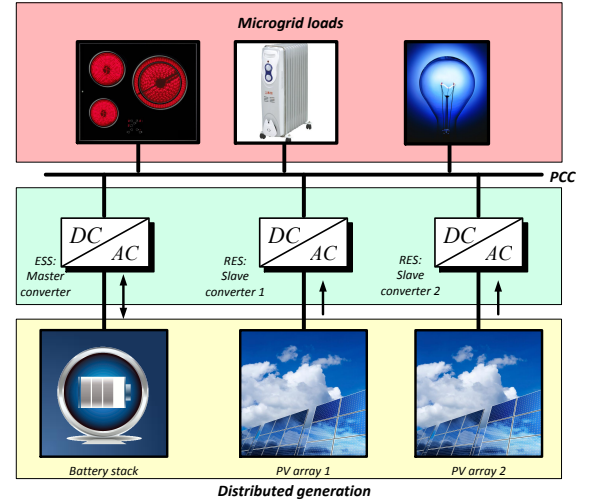 Microgrid loads
PCC
DC
AC
ESS:
Master
converter
DC
AC
RES:
Slave
converter 1
DC
AC
RES:
Slave
converter 2
Battery stack
PV array 1
PV array 2
Distributed generation